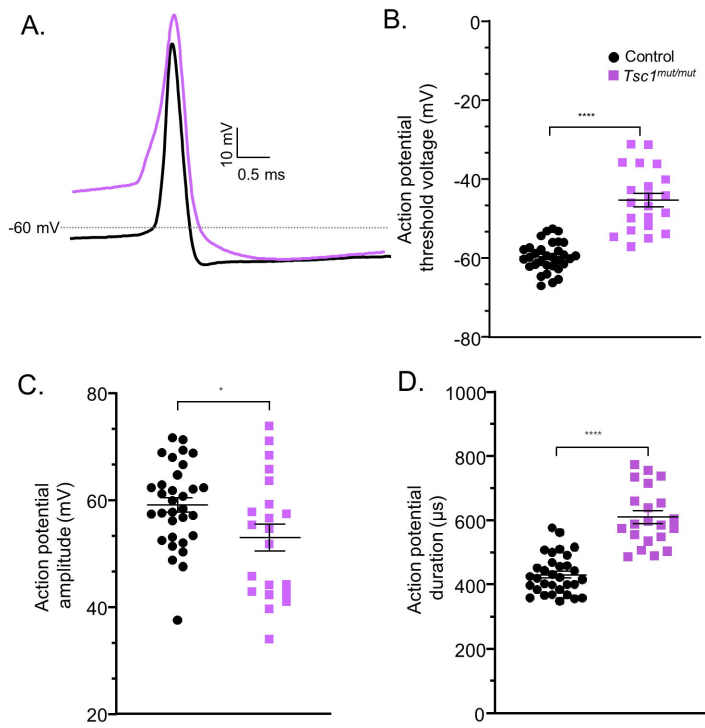 A.
10 mV
0.5 ms
-60 mV
B.
Action potential
threshold voltage (mV)
0
-20
-40
-60
-80
Control
Tsc1mut/mut
****
C.
Action potential
amplitude (mV)
80
60
40
20
*
D.
Action potential
duration (µs)
1000
800
600
400
200
0
****